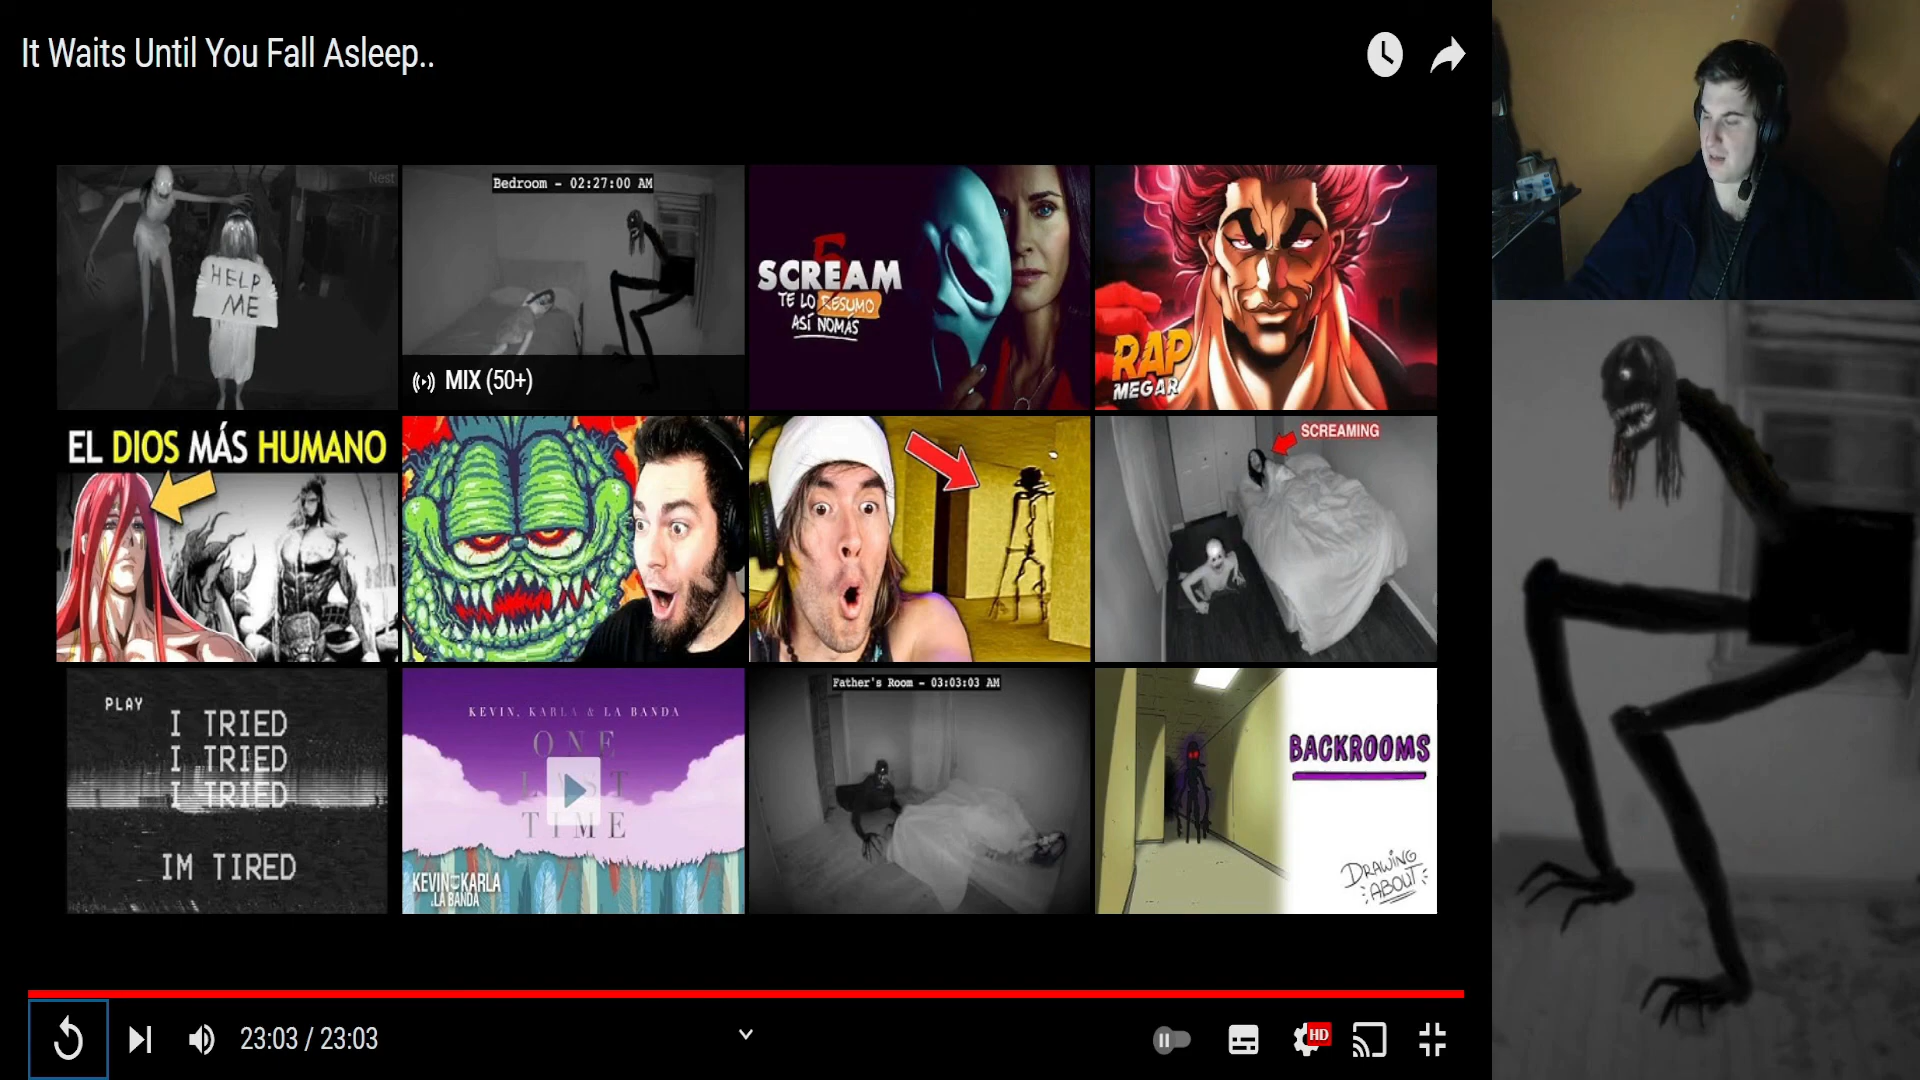 It Waits Until You Fall Asleep..
Nest
HELP
ME
Bedroom - 02:27:00 AM
MIX (50+)
5
SCREAM
TE LO RESUMO
ASÍ NOMÁS
RAP
MEGAR
EL DIOS MÁS HUMANO
SCREAMING
PLAY
I TRIED
I TRIED
I TRIED
IM TIRED
KEVIN, KARLA & LA BANDA
ONE
LAST
TIME
KEVIN KARLA
& LA BANDA
Father's Room - 03:03:03 AM
BACKROOMS
DRAWING
ABOUT
23:03 / 23:03
HD